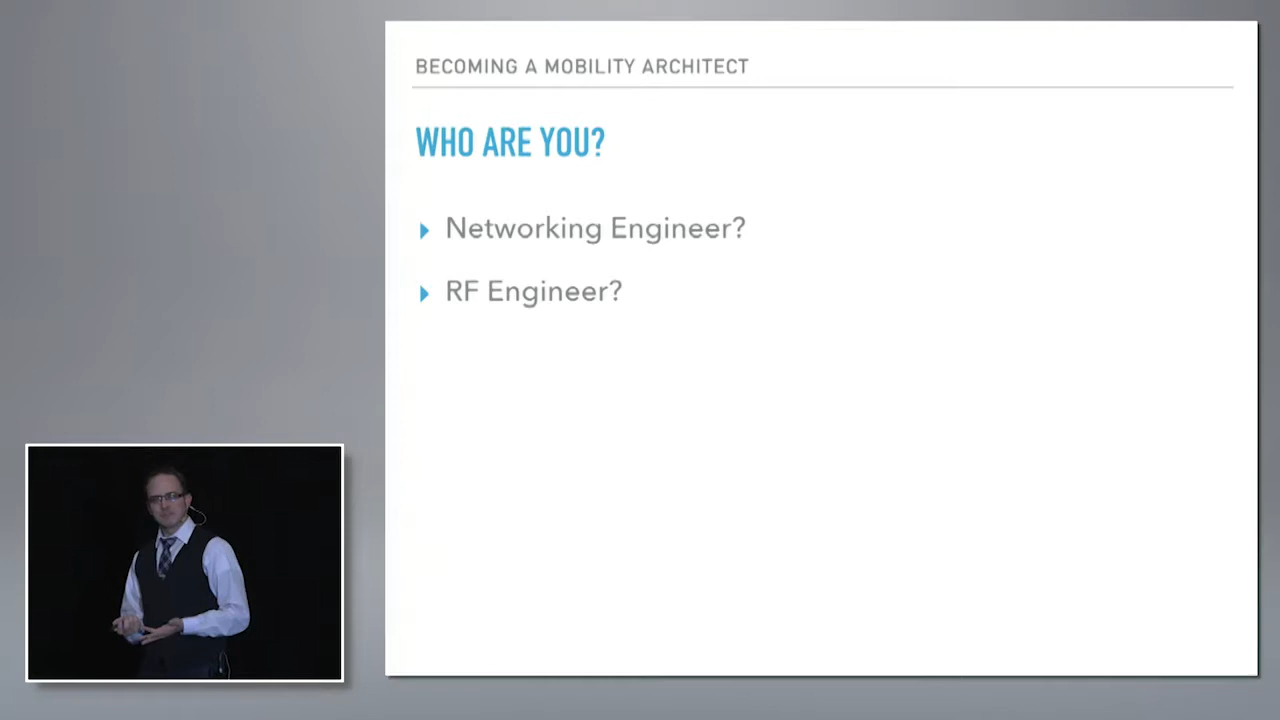 BECOMING A MOBILITY ARCHITECT
WHO ARE YOU?
Networking Engineer?
RF Engineer?